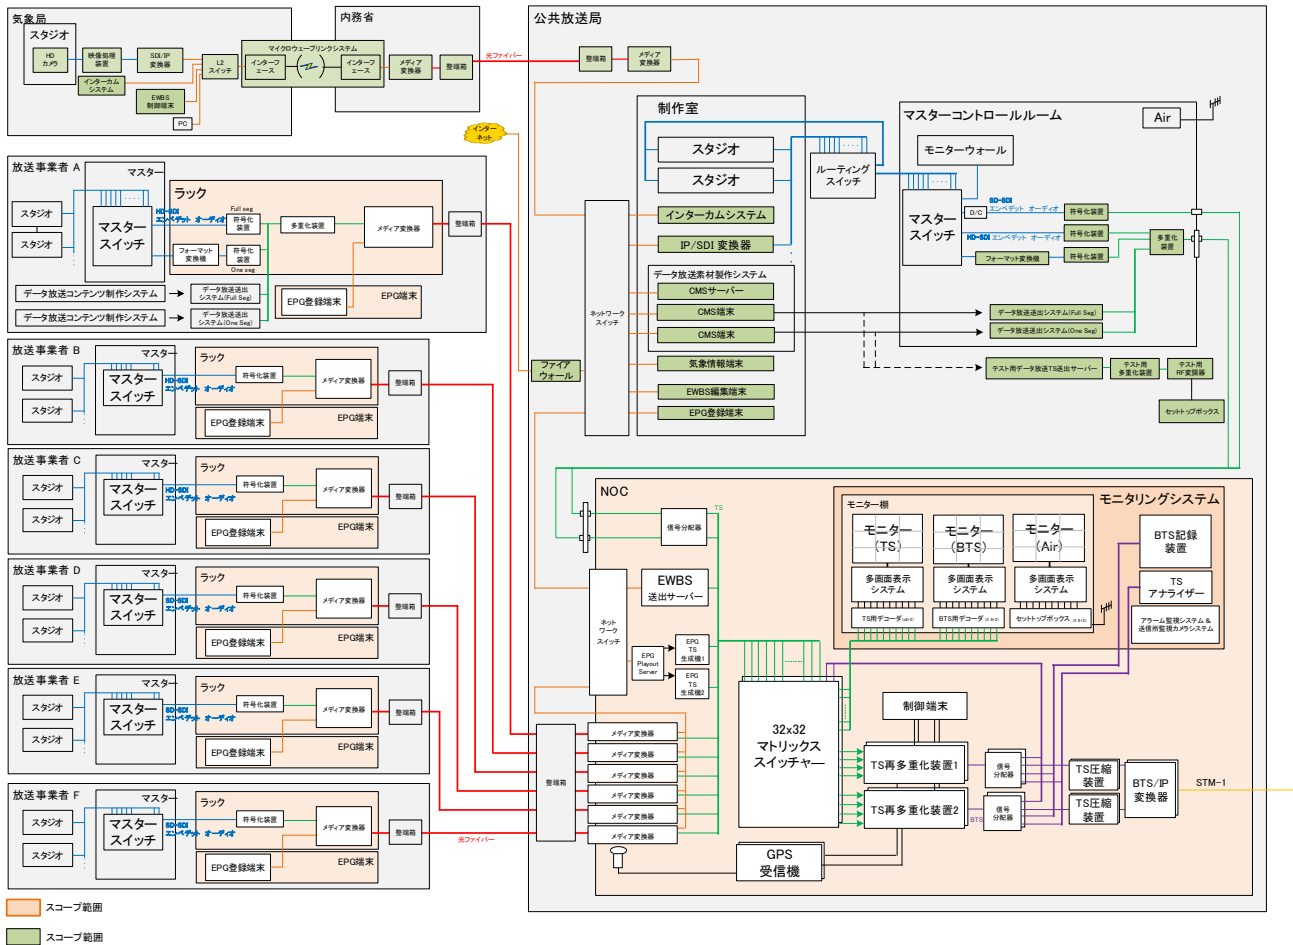 気象局
スタジオ
HD
カメラ
映像処理
装置
SDI/IP
変換器
インターカム
システム
EWBS
制御端末
PC
L2
スイッチ
マイクロウェーブリンクシステム
インターフ
ェース
インターフ
ェース
内務省
メディア
変換器
整端箱
光ファイバー
インター
ネット
放送事業者 A
スタジオ
スタジオ
マスター
マスター
スイッチ
HD-SDI
エンベデット オーディオ
ラック
Full seg
符号化
装置
フォーマット
変換機
符号化
装置
One seg
多重化装置
メディア変換器
整端箱
データ放送コンテンツ制作システム
データ放送送出
システム(Full Seg)
データ放送コンテンツ制作システム
データ放送送出
システム(One Seg)
EPG登録端末
EPG端末
放送事業者 B
スタジオ
スタジオ
マスター
マスター
スイッチ
HD-SDI
エンベデット オーディオ
ラック
符号化装置
メディア変換器
EPG登録端末
EPG端末
整端箱
放送事業者 C
スタジオ
スタジオ
マスター
マスター
スイッチ
HD-SDI
エンベデット オーディオ
ラック
符号化装置
メディア変換器
EPG登録端末
EPG端末
整端箱
放送事業者 D
スタジオ
スタジオ
マスター
マスター
スイッチ
SD-SDI
エンベデット オーディオ
ラック
符号化装置
メディア変換器
EPG登録端末
EPG端末
整端箱
放送事業者 E
スタジオ
スタジオ
マスター
マスター
スイッチ
SD-SDI
エンベデット オーディオ
ラック
符号化装置
メディア変換器
EPG登録端末
EPG端末
整端箱
放送事業者 F
スタジオ
スタジオ
マスター
マスター
スイッチ
SD-SDI
エンベデット オーディオ
ラック
符号化装置
メディア変換器
EPG登録端末
EPG端末
整端箱
光ファイバー
スコープ範囲
スコープ範囲
公共放送局
整端箱
メディア
変換器
ファイア
ウォール
ネットワーク
スイッチ
制作室
スタジオ
スタジオ
インターカムシステム
IP/SDI 変換器
データ放送素材製作システム
CMSサーバー
CMS端末
CMS端末
気象情報端末
EWBS編集端末
EPG登録端末
ルーティング
スイッチ
マスターコントロールルーム
モニターウォール
Air
マスター
スイッチ
D/C
SD-SDI
エンベデット オーディオ
符号化装置
HD-SDI エンベデット オーディオ
符号化装置
フォーマット変換機
符号化装置
多重化
装置
データ放送送出システム(Full Seg)
データ放送送出システム(One Seg)
テスト用データ放送TS送出サーバー
テスト用
多重化装置
テスト用
RF変調器
セットトップボックス
NOC
信号分配器
TS
ネット
ワーク
スイッチ
EWBS
送出サーバー
EPG
Playout
Server
EPG
TS
生成機1
EPG
TS
生成機2
整端箱
メディア変換器
メディア変換器
メディア変換器
メディア変換器
メディア変換器
メディア変換器
32x32
マトリックス
スイッチャー
GPS
受信機
制御端末
TS再多重化装置1
TS再多重化装置2
BTS
信号
分配器
信号
分配器
TS圧縮
装置
TS圧縮
装置
BTS/IP
変換器
STM-1
モニタリングシステム
モニター棚
モニター
(TS)
モニター
(BTS)
モニター
(Air)
多画面表示
システム
多画面表示
システム
多画面表示
システム
TS用デコーダ
BTS用デコーダ
セットトップボックス
BTS記録
装置
TS
アナライザー
アラーム監視システム &
送信所監視カメラシステム